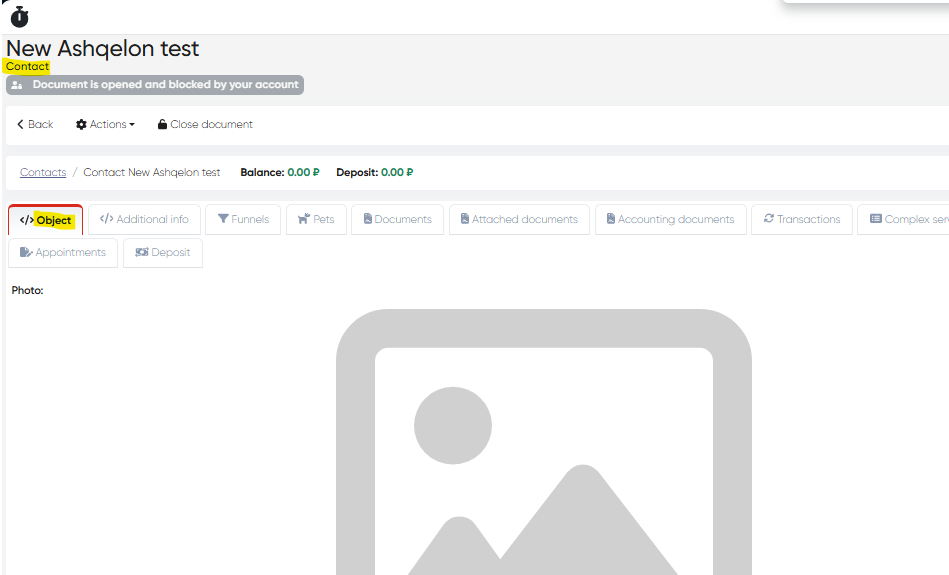 New Ashqelon test
Contact
Document is opened and blocked by your account
Back Actions Close document
Contacts / Contact New Ashqelon test Balance: 0.00 ₽ Deposit: 0.00 ₽
</> Object </> Additional info Funnels Pets Documents Attached documents Accounting documents Transactions Complex ser
Appointments Deposit
Photo: